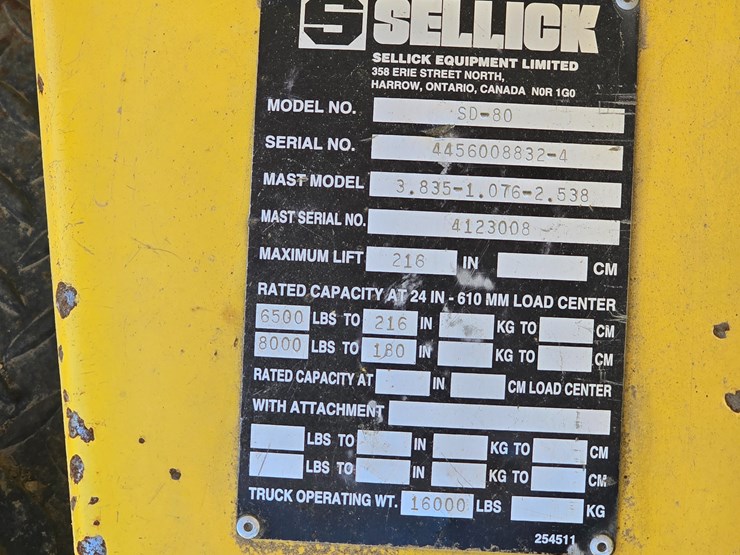 S SELLICK
SELLICK EQUIPMENT LIMITED
358 ERIE STREET NORTH,
HARROW, ONTARIO, CANADA N0R 1G0
MODEL NO. SD-80
SERIAL NO. 4456008832-4
MAST MODEL 3.835-1.076-2.538
MAST SERIAL NO. 4123008
MAXIMUM LIFT 216 IN CM
RATED CAPACITY AT 24 IN - 610 MM LOAD CENTER
6500 LBS TO 216 IN KG TO CM
8000 LBS TO 180 IN KG TO CM
RATED CAPACITY AT IN CM LOAD CENTER
WITH ATTACHMENT
LBS TO IN KG TO CM
LBS TO IN KG TO CM
TRUCK OPERATING WT. 16000 LBS KG
254511